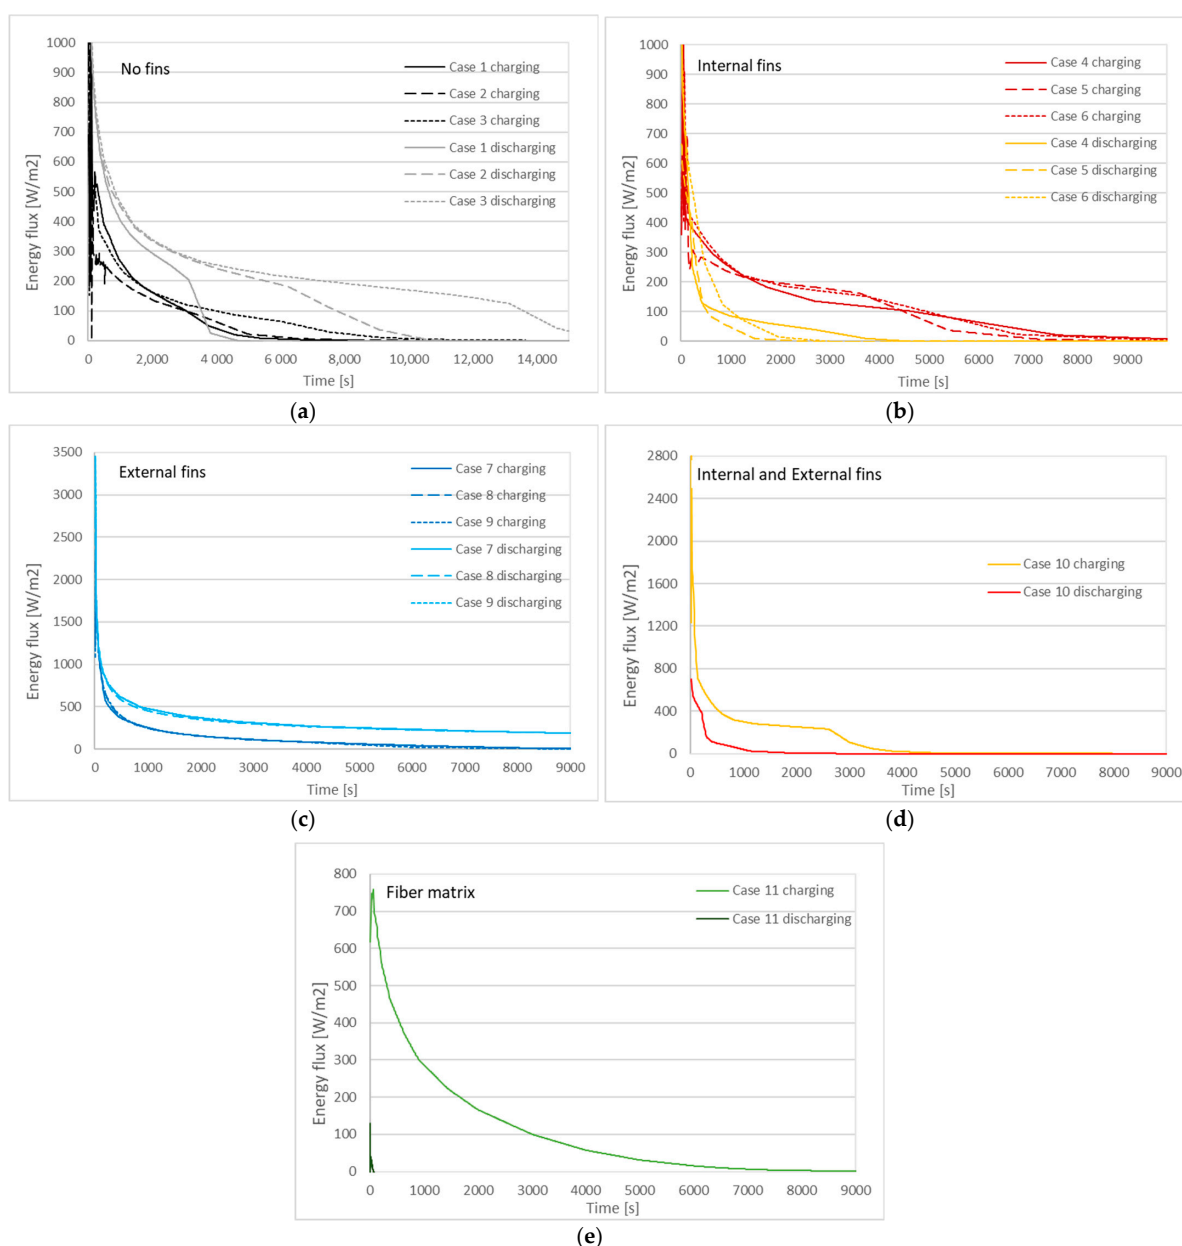 No fins
Energy flux [W/m2]
1000
900
800
700
600
500
400
300
200
100
0
0 2,000 4,000 6,000 8,000 10,000 12,000 14,000
Time [s]
Case 1 charging
Case 2 charging
Case 3 charging
Case 1 discharging
Case 2 discharging
Case 3 discharging
(a)
Internal fins
Energy flux [W/m2]
1000
900
800
700
600
500
400
300
200
100
0
0 1000 2000 3000 4000 5000 6000 7000 8000 9000
Time [s]
Case 4 charging
Case 5 charging
Case 6 charging
Case 4 discharging
Case 5 discharging
Case 6 discharging
(b)
External fins
Energy flux [W/m2]
3500
3000
2500
2000
1500
1000
500
0
0 1000 2000 3000 4000 5000 6000 7000 8000 9000
Time [s]
Case 7 charging
Case 8 charging
Case 9 charging
Case 7 discharging
Case 8 discharging
Case 9 discharging
(c)
Internal and External fins
Energy flux [W/m2]
2800
2400
2000
1600
1200
800
400
0
0 1000 2000 3000 4000 5000 6000 7000 8000 9000
Time [s]
Case 10 charging
Case 10 discharging
(d)
Fiber matrix
Energy flux [W/m2]
800
700
600
500
400
300
200
100
0
0 1000 2000 3000 4000 5000 6000 7000 8000 9000
Time [s]
Case 11 charging
Case 11 discharging
(e)